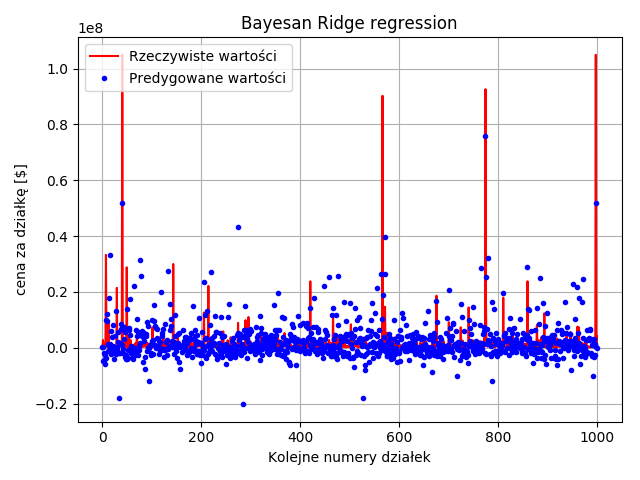 Bayesan Ridge regression
1e8
Rzeczywiste wartości
Predygowane wartości
1.0
0.8
0.6
0.4
0.2
0.0
−0.2
cena za działkę [$]
0
200
400
600
800
1000
Kolejne numery działek